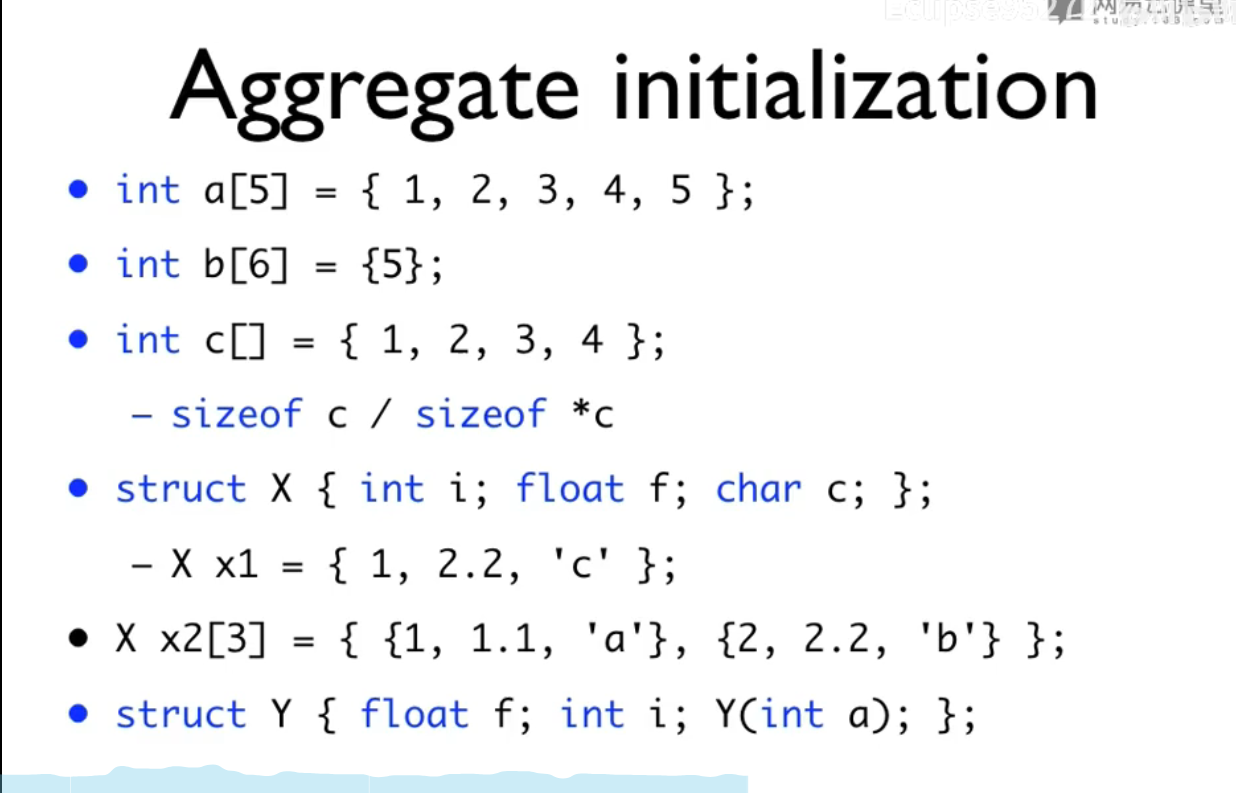 Aggregate initialization
• int a[5] = { 1, 2, 3, 4, 5 };
• int b[6] = {5};
• int c[] = { 1, 2, 3, 4 };
– sizeof c / sizeof *c
• struct X { int i; float f; char c; };
– X x1 = { 1, 2.2, 'c' };
• X x2[3] = { {1, 1.1, 'a'}, {2, 2.2, 'b'} };
• struct Y { float f; int i; Y(int a); };